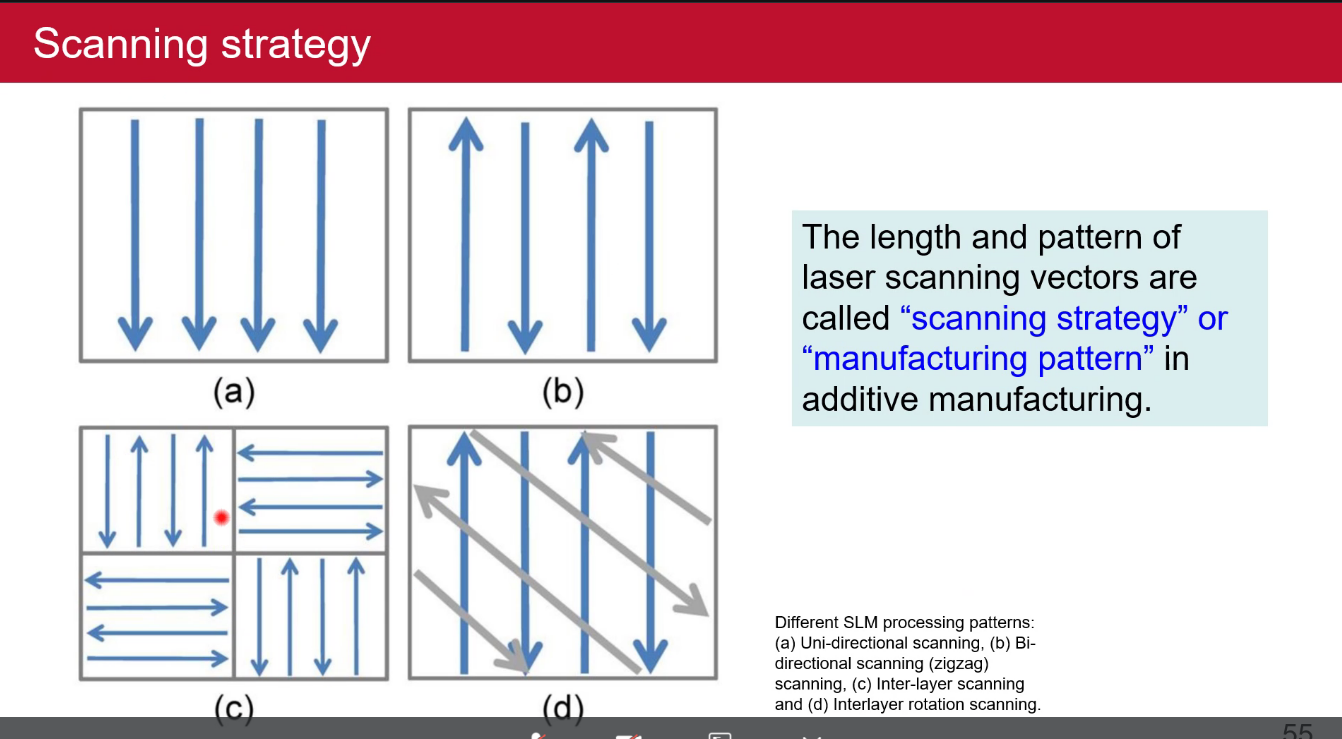 Scanning strategy
(a)
(b)
The length and pattern of
laser scanning vectors are
called “scanning strategy” or
“manufacturing pattern” in
additive manufacturing.
(c)
(d)
Different SLM processing patterns:
(a) Uni-directional scanning, (b) Bi-
directional scanning (zigzag)
scanning, (c) Inter-layer scanning
and (d) Interlayer rotation scanning.
55